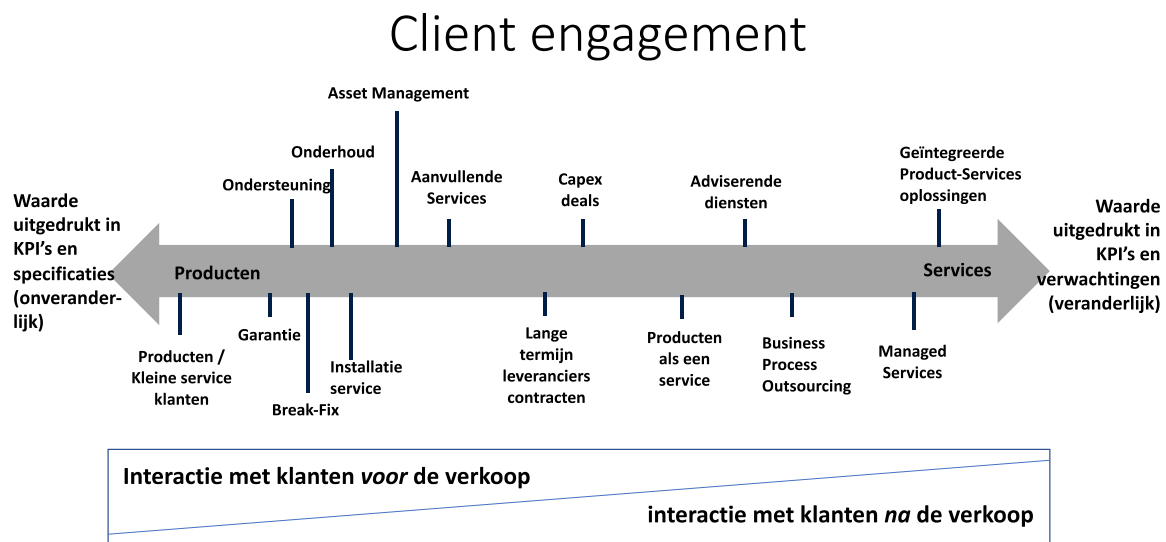 Client engagement
Asset Management
Onderhoud
Ondersteuning
Aanvullende
Services
Capex
deals
Adviserende
diensten
Geïntegreerde
Product-Services
oplossingen
Waarde
uitgedrukt in
KPI's en
specificaties
(onverander-
lijk)
Waarde
uitgedrukt in
KPI's en
verwachtingen
(veranderlijk)
Producten
Services
Producten /
Kleine service
klanten
Garantie
Break-Fix
Installatie
service
Lange
termijn
leveranciers
contracten
Producten
als een
service
Business
Process
Outsourcing
Managed
Services
Interactie met klanten voor de verkoop
interactie met klanten na de verkoop